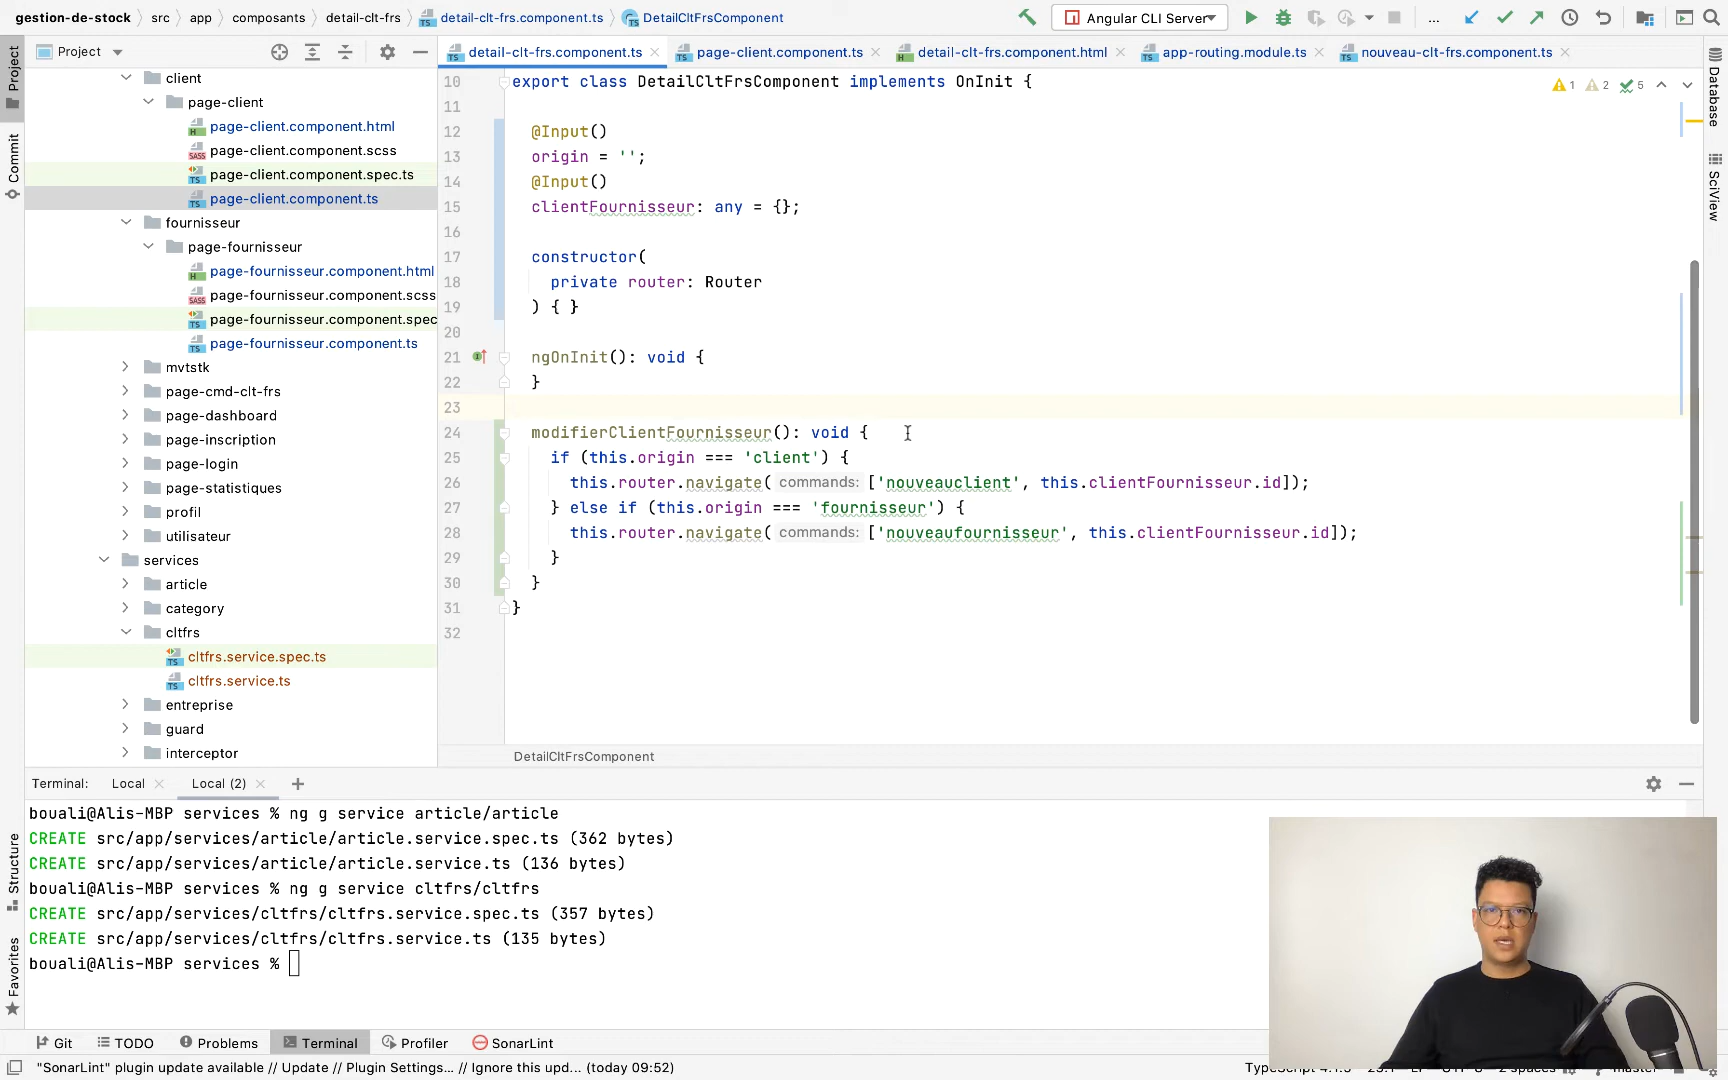 gestion-de-stock src app composants detail-clt-frs detail-clt-frs.component.ts DetailCltFrsComponent Angular CLI Server ...
Project
detail-clt-frs.component.ts page-client.component.ts detail-clt-frs.component.html app-routing.module.ts nouveau-clt-frs.component.ts
Project
Commit
Structure
Favorites
Database
SciView
client
page-client
page-client.component.html
page-client.component.scss
page-client.component.spec.ts
page-client.component.ts
fournisseur
page-fournisseur
page-fournisseur.component.html
page-fournisseur.component.scss
page-fournisseur.component.spec
page-fournisseur.component.ts
mvtstk
page-cmd-clt-frs
page-dashboard
page-inscription
page-login
page-statistiques
profil
utilisateur
services
article
category
cltfrs
cltfrs.service.spec.ts
cltfrs.service.ts
entreprise
guard
interceptor
1 2 5
10 export class DetailCltFrsComponent implements OnInit {
11
12 @Input()
13 origin = '';
14 @Input()
15 clientFournisseur: any = {};
16
17 constructor(
18 private router: Router
19 ) { }
20
21 ngOnInit(): void {
22 }
23
24 modifierClientFournisseur(): void {
25 if (this.origin === 'client') {
26 this.router.navigate( commands: ['nouveauclient', this.clientFournisseur.id]);
27 } else if (this.origin === 'fournisseur') {
28 this.router.navigate( commands: ['nouveaufournisseur', this.clientFournisseur.id]);
29 }
30 }
31 }
32
DetailCltFrsComponent
Terminal: Local Local (2) +
bouali@Alis-MBP services % ng g service article/article
CREATE src/app/services/article/article.service.spec.ts (362 bytes)
CREATE src/app/services/article/article.service.ts (136 bytes)
bouali@Alis-MBP services % ng g service cltfrs/cltfrs
CREATE src/app/services/cltfrs/cltfrs.service.spec.ts (357 bytes)
CREATE src/app/services/cltfrs/cltfrs.service.ts (135 bytes)
bouali@Alis-MBP services %
Git TODO Problems Terminal Profiler SonarLint
"SonarLint" plugin update available // Update // Plugin Settings... // Ignore this upd... (today 09:52)